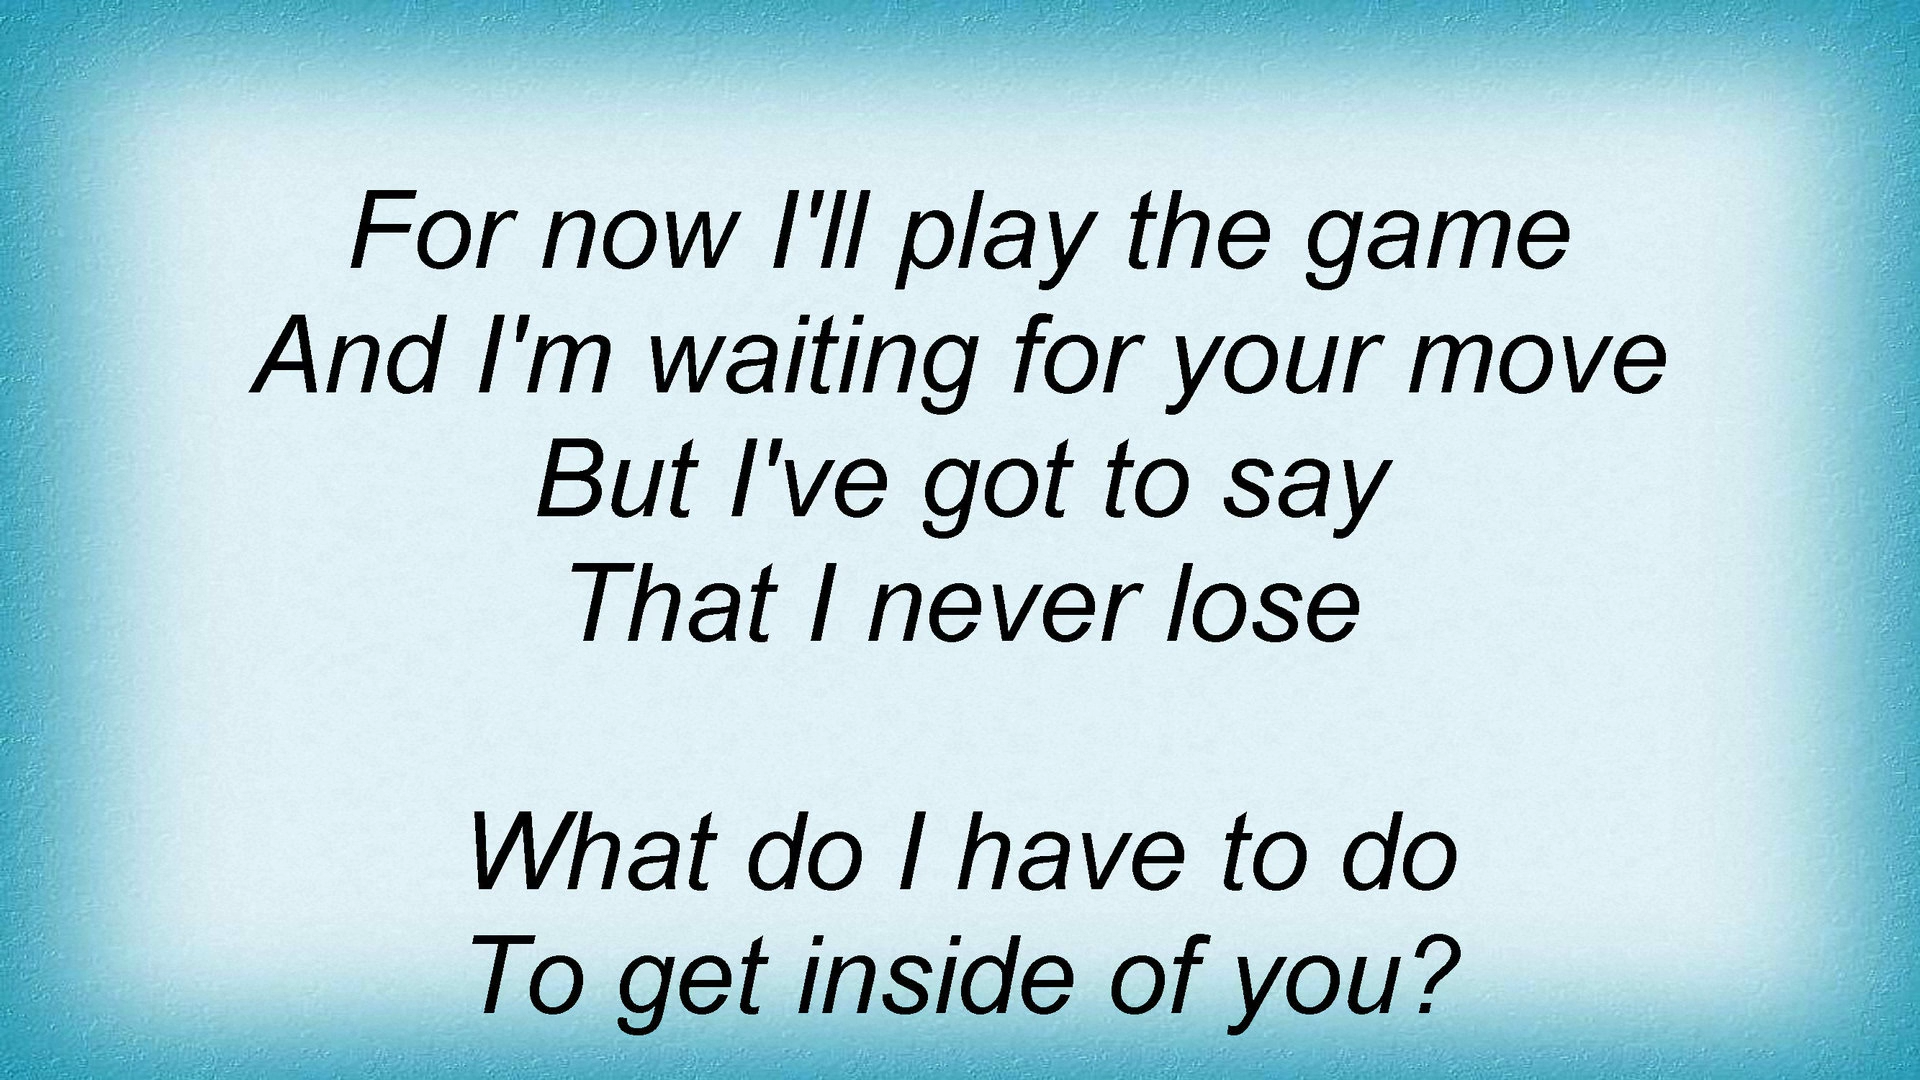 For now I'll play the game
And I'm waiting for your move
But I've got to say
That I never lose
What do I have to do
To get inside of you?